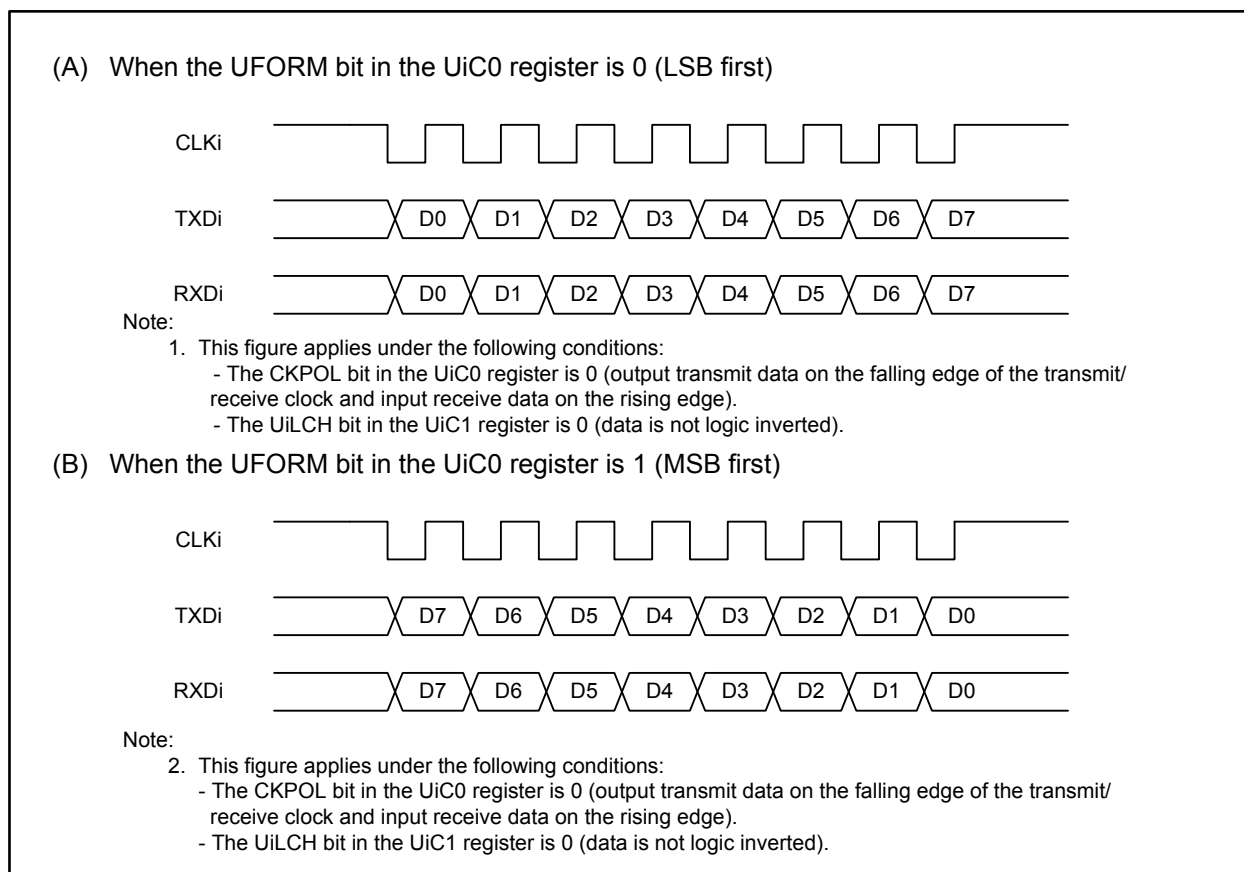 (A) When the UFORM bit in the UiC0 register is 0 (LSB first)
CLKi
TXDi D0 D1 D2 D3 D4 D5 D6 D7
RXDi D0 D1 D2 D3 D4 D5 D6 D7
Note:
1. This figure applies under the following conditions:
- The CKPOL bit in the UiC0 register is 0 (output transmit data on the falling edge of the transmit/
receive clock and input receive data on the rising edge).
- The UiLCH bit in the UiC1 register is 0 (data is not logic inverted).
(B) When the UFORM bit in the UiC0 register is 1 (MSB first)
CLKi
TXDi D7 D6 D5 D4 D3 D2 D1 D0
RXDi D7 D6 D5 D4 D3 D2 D1 D0
Note:
2. This figure applies under the following conditions:
- The CKPOL bit in the UiC0 register is 0 (output transmit data on the falling edge of the transmit/
receive clock and input receive data on the rising edge).
- The UiLCH bit in the UiC1 register is 0 (data is not logic inverted).